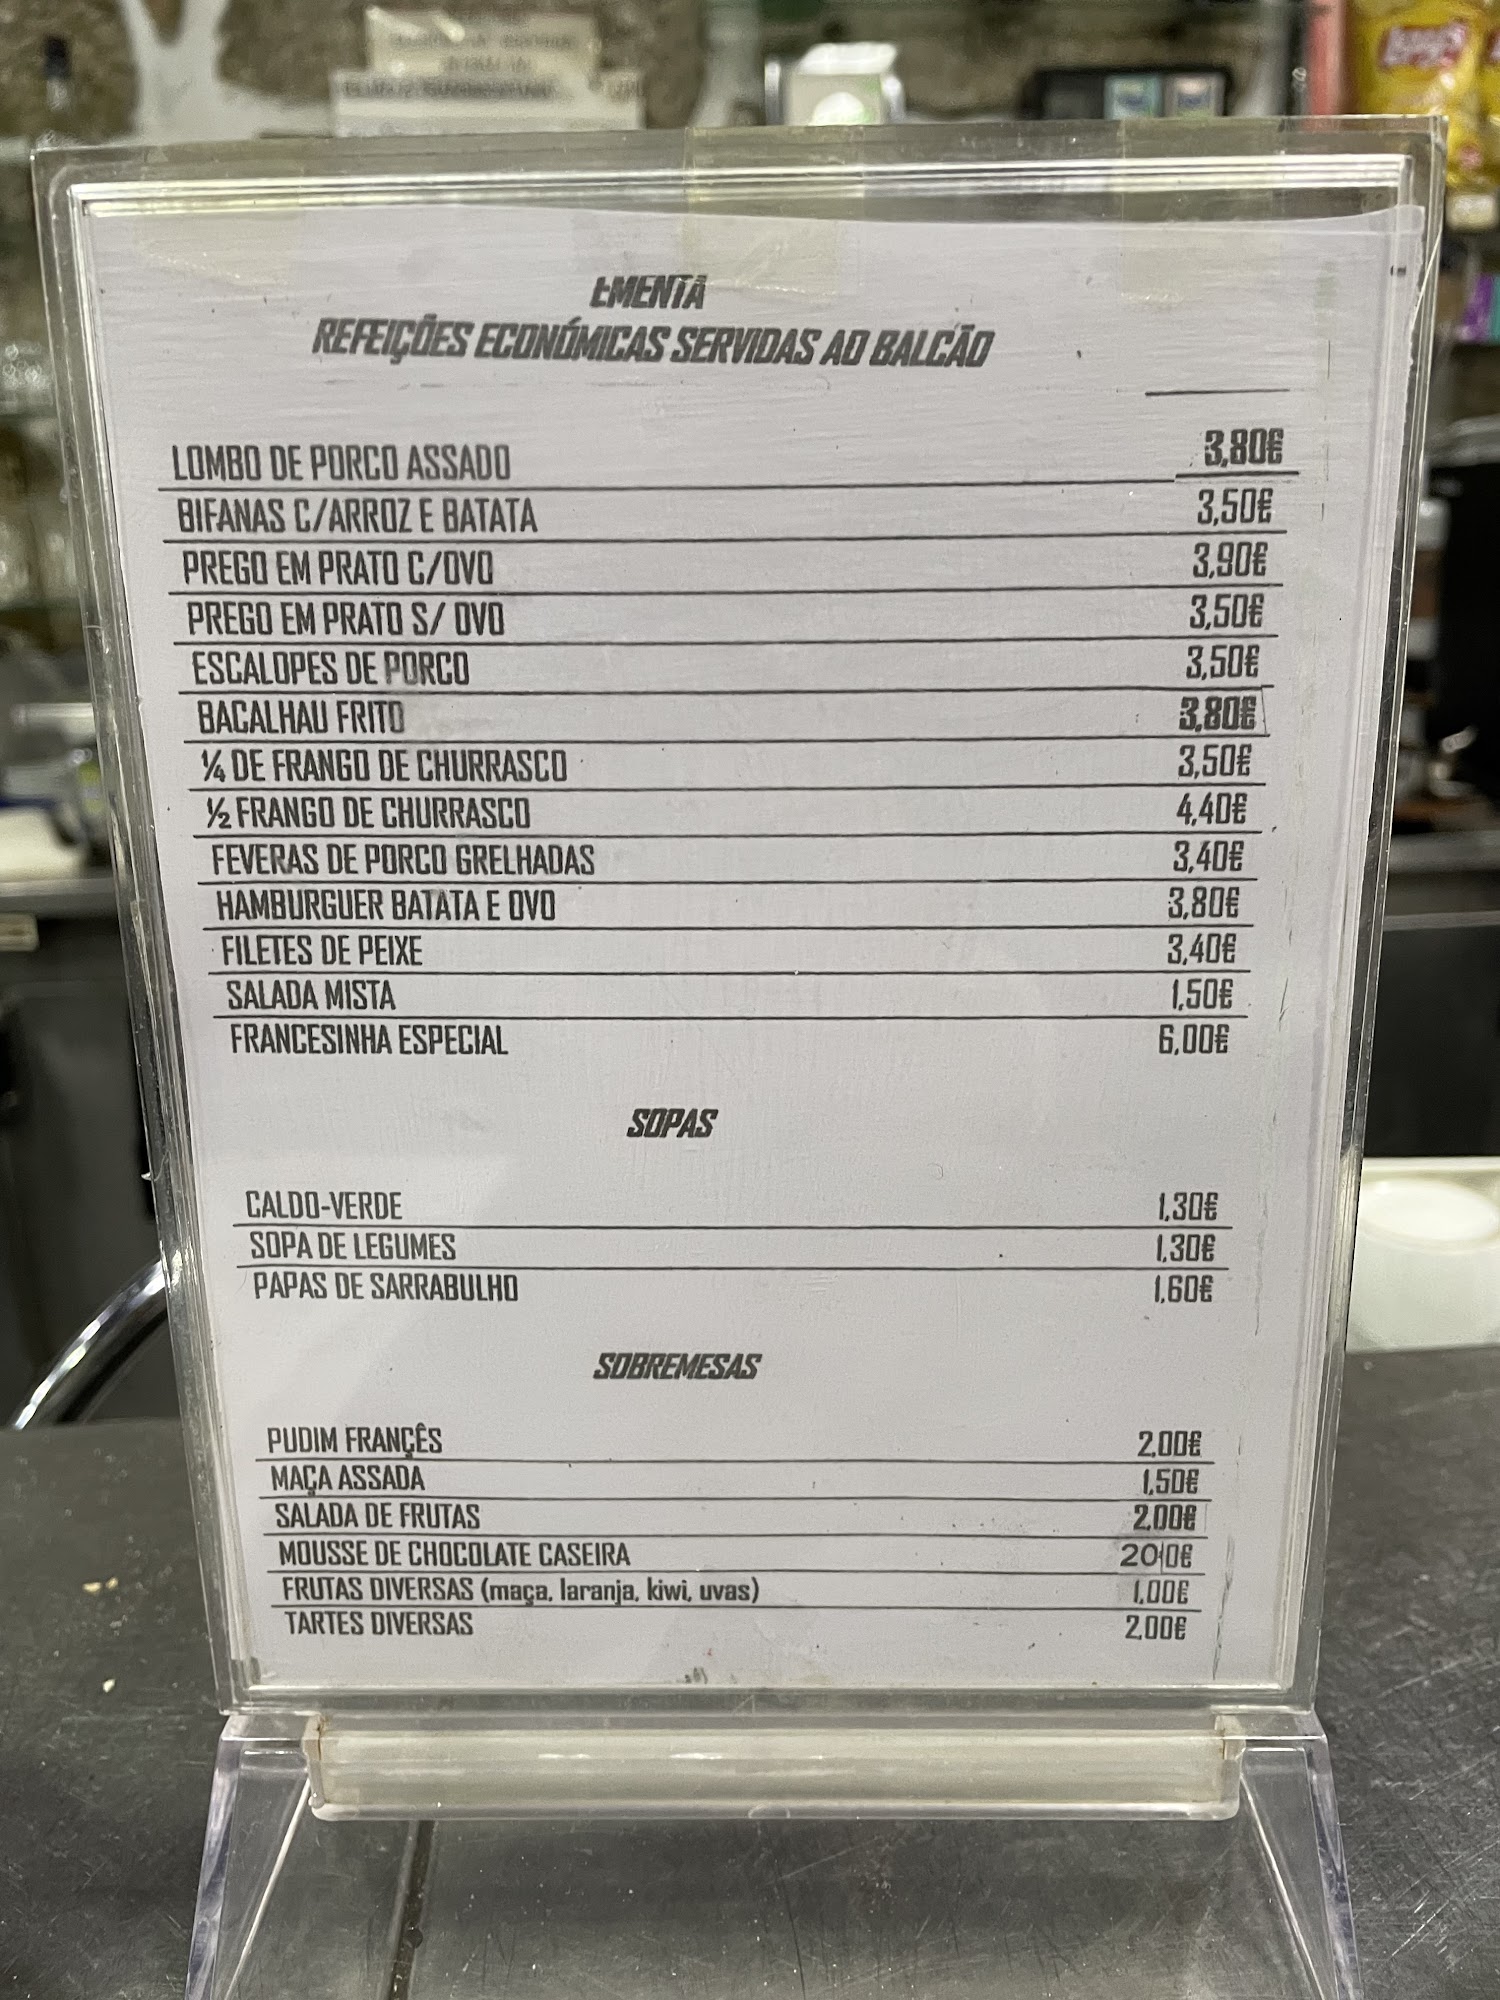 EMENTA
REFEIÇÕES ECONÓMICAS SERVIDAS AO BALCÃO
LOMBO DE PORCO ASSADO 3,80€
BIFANAS C/ARROZ E BATATA 3,50€
PREGO EM PRATO C/OVO 3,90€
PREGO EM PRATO S/ OVO 3,50€
ESCALOPES DE PORCO 3,50€
BACALHAU FRITO 3,80€
¼ DE FRANGO DE CHURRASCO 3,50€
½ FRANGO DE CHURRASCO 4,40€
FEVERAS DE PORCO GRELHADAS 3,40€
HAMBURGUER BATATA E OVO 3,80€
FILETES DE PEIXE 3,40€
SALADA MISTA 1,50€
FRANCESINHA ESPECIAL 6,00€
SOPAS
CALDO-VERDE 1,30€
SOPA DE LEGUMES 1,30€
PAPAS DE SARRABULHO 1,60€
SOBREMESAS
PUDIM FRANÇÊS 2,00€
MAÇA ASSADA 1,50€
SALADA DE FRUTAS 2,00€
MOUSSE DE CHOCOLATE CASEIRA 20,0€
FRUTAS DIVERSAS (maça, laranja, kiwi, uvas) 1,00€
TARTES DIVERSAS 2,00€
Lay's